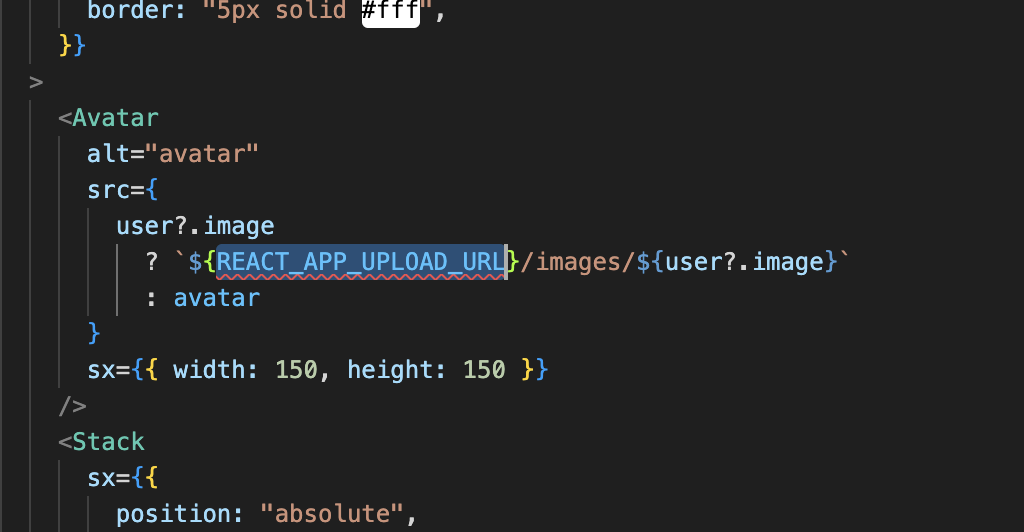 border: "5px solid #fff",
}}
>
<Avatar
alt="avatar"
src={
user?.image
? `${REACT_APP_UPLOAD_URL}/images/${user?.image}`
: avatar
}
sx={{ width: 150, height: 150 }}
/>
<Stack
sx={{
position: "absolute",